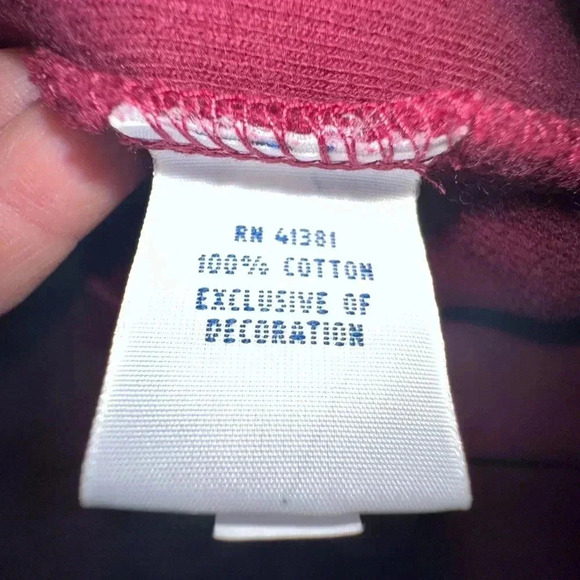 RN 41381
100% COTTON
EXCLUSIVE OF
DECORATION